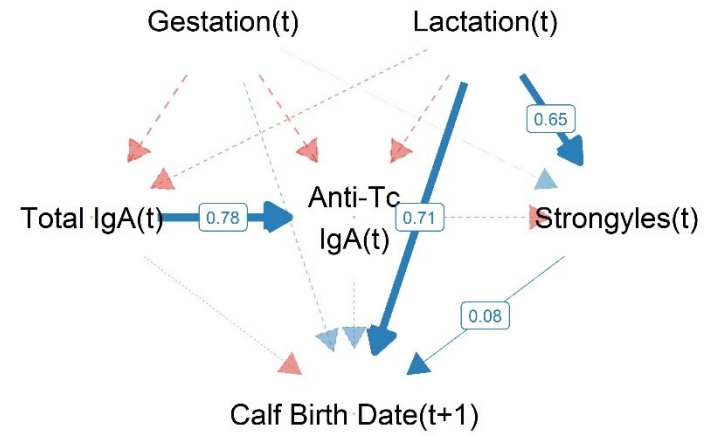 Gestation(t) Lactation(t)
0.65
Anti-Tc
Total IgA(t) 0.78 IgA(t) 0.71 Strongyles(t)
0.08
Calf Birth Date(t+1)